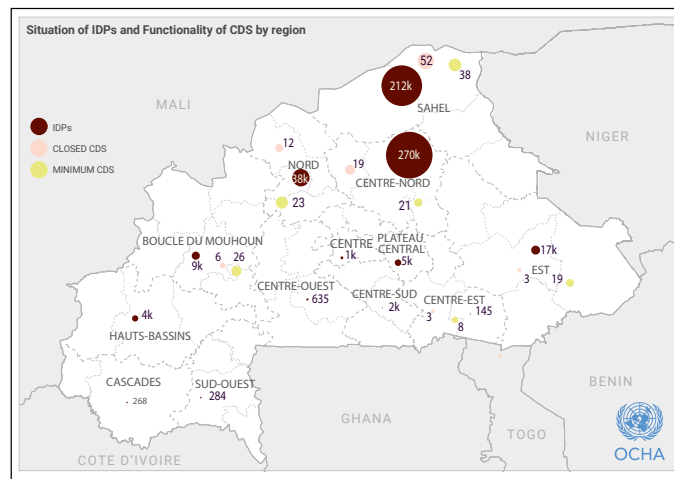 Situation of IDPs and Functionality of CDS by region
52
38
212k
SAHEL
MALI
NIGER
IDPs
CLOSED CDS
MINIMUM CDS
12
NORD
38k
19
270k
CENTRE-NORD
23
21
BOUCLE DU MOUHOUN
9k
6
26
CENTRE
1k
PLATEAU
CENTRAL
5k
17k
EST
3
19
CENTRE-OUEST
635
CENTRE-SUD
2k
CENTRE-EST
3
8
145
4k
HAUTS-BASSINS
CASCADES
268
SUD-OUEST
284
BENIN
GHANA
TOGO
COTE D'IVOIRE
OCHA